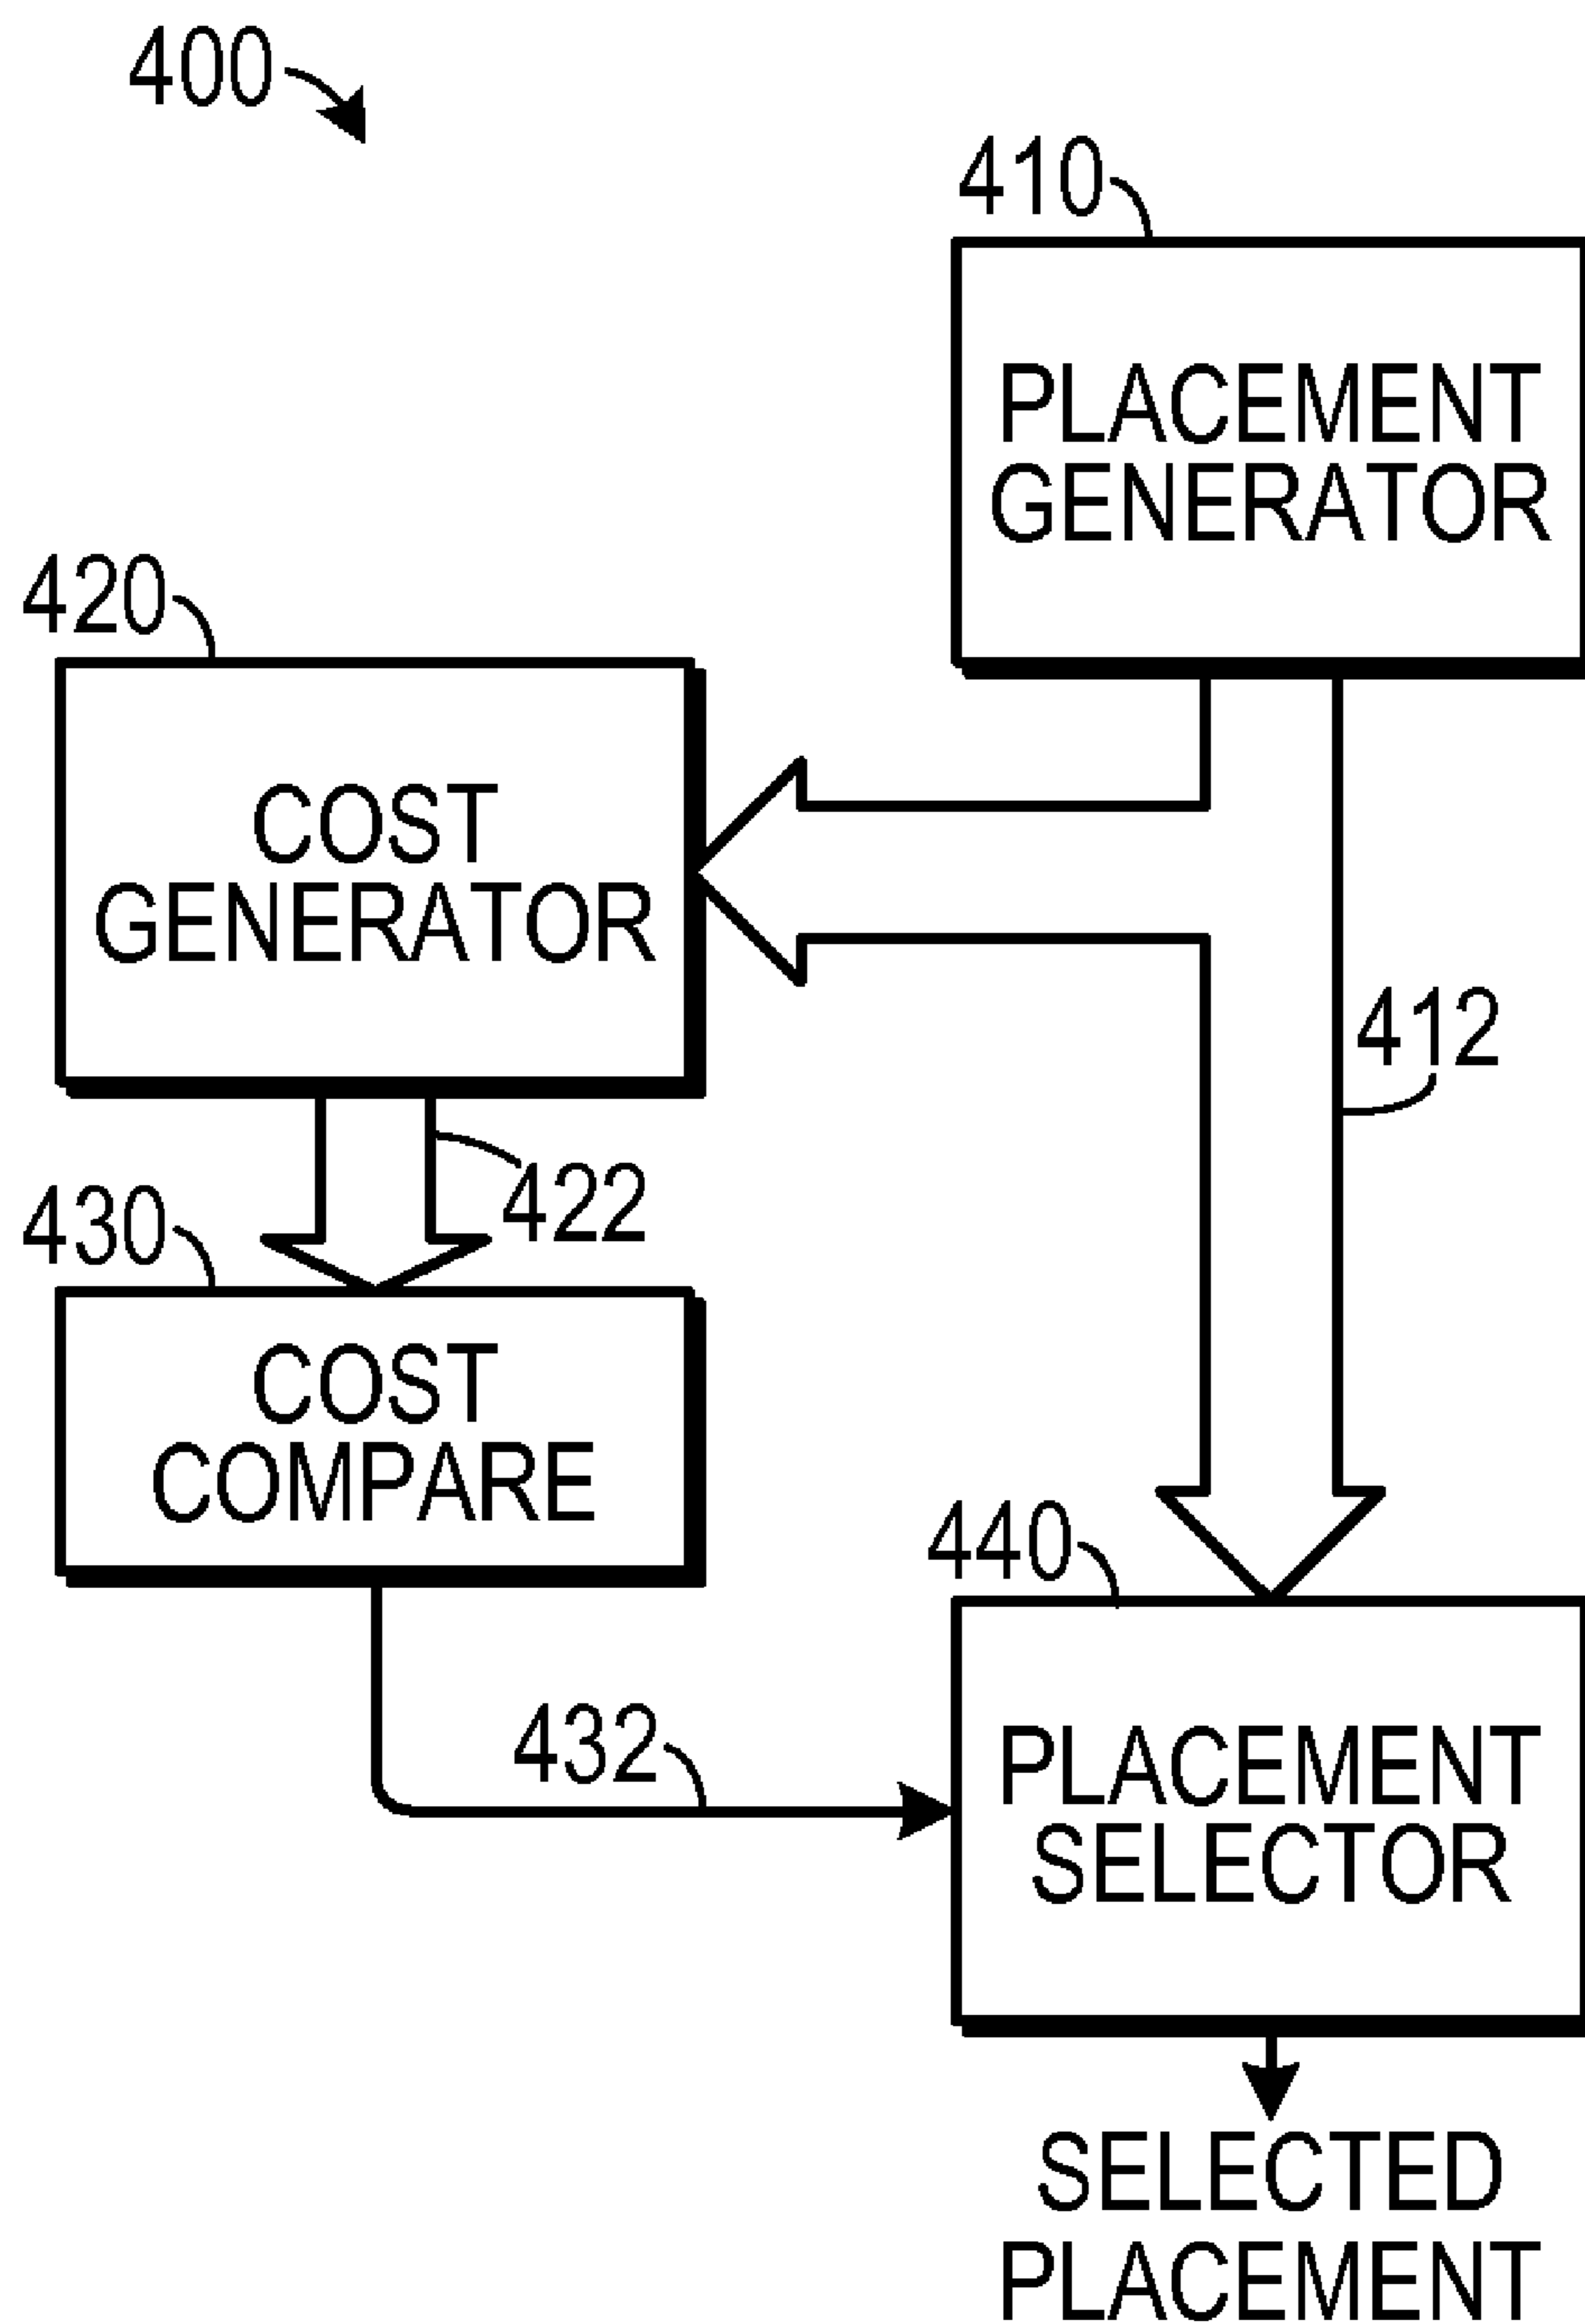 400
410
PLACEMENT
GENERATOR
420
COST
GENERATOR
412
422
430
COST
COMPARE
440
432
PLACEMENT
SELECTOR
SELECTED
PLACEMENT